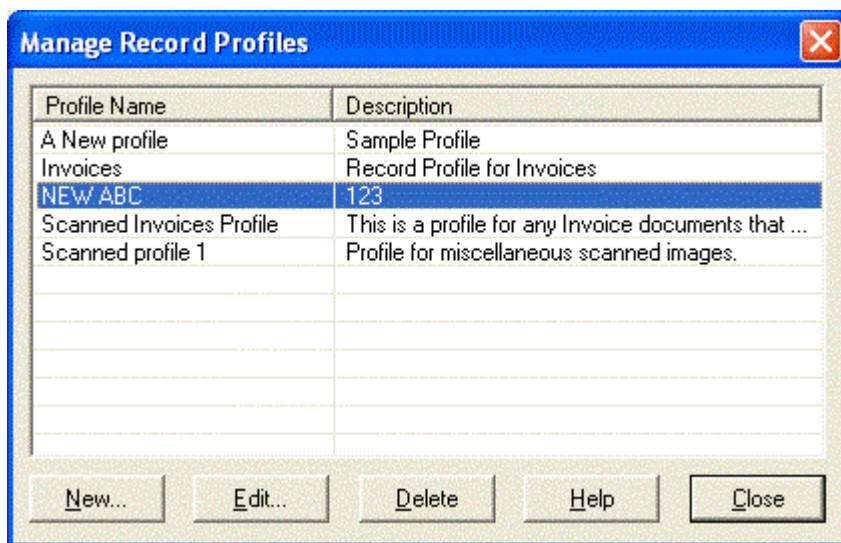 Manage Record Profiles
Profile Name Description
A New profile Sample Profile
Invoices Record Profile for Invoices
NEW ABC 123
Scanned Invoices Profile This is a profile for any Invoice documents that ...
Scanned profile 1 Profile for miscellaneous scanned images.
New... Edit... Delete Help Close